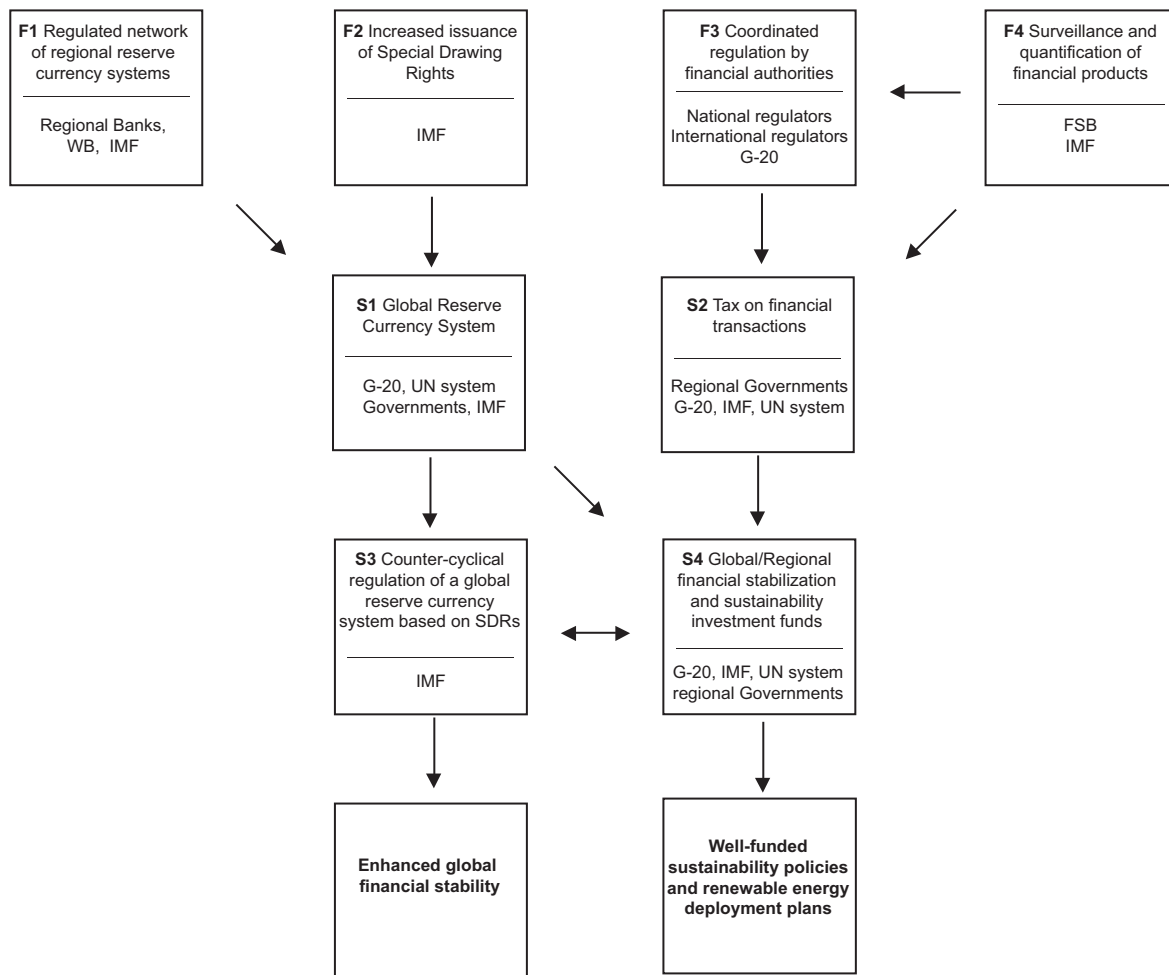 F1 Regulated network
of regional reserve
currency systems
Regional Banks,
WB, IMF
F2 Increased issuance
of Special Drawing
Rights
IMF
F3 Coordinated
regulation by
financial authorities
National regulators
International regulators
G-20
F4 Surveillance and
quantification of
financial products
FSB
IMF
S1 Global Reserve
Currency System
G-20, UN system
Governments, IMF
S2 Tax on financial
transactions
Regional Governments
G-20, IMF, UN system
S3 Counter-cyclical
regulation of a global
reserve currency
system based on SDRs
IMF
S4 Global/Regional
financial stabilization
and sustainability
investment funds
G-20, IMF, UN system
regional Governments
Enhanced global
financial stability
Well-funded
sustainability policies
and renewable energy
deployment plans